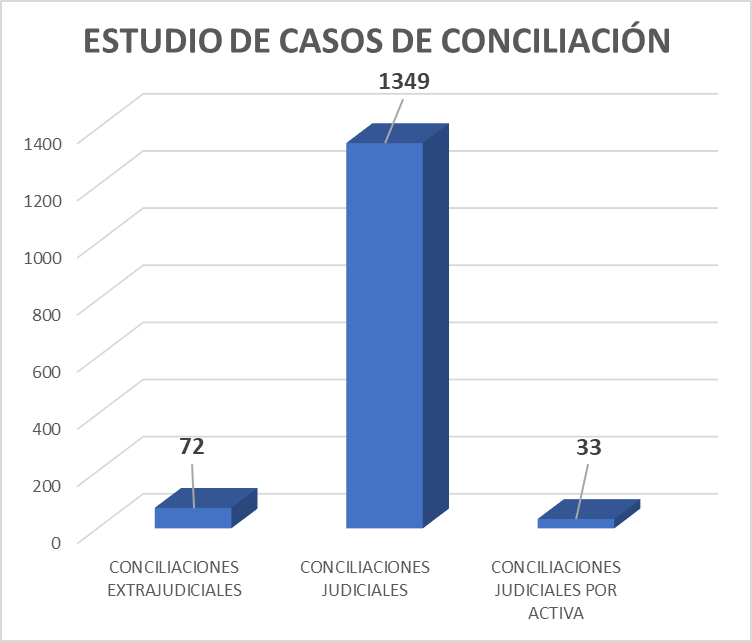 ESTUDIO DE CASOS DE CONCILIACIÓN
1349
1400
1200
1000
800
600
400
72
33
200
0
CONCILIACIONES
EXTRAJUDICIALES
CONCILIACIONES
JUDICIALES
CONCILIACIONES
JUDICIALES POR
ACTIVA